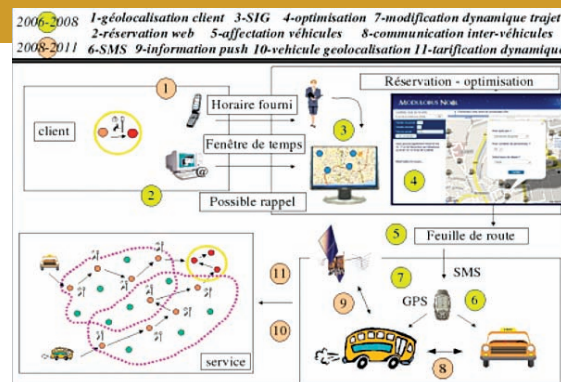 2006-2008 1-géolocalisation client 3-SIG 4-optimisation 7-modification dynamique trajet
2-réservation web 5-affectation véhicules 8-communication inter-véhicules
2008-2011 6-SMS 9-information push 10-vehicule geolocalisation 11-tarification dynamique
Réservation - optimisation
1
Horaire fourni
client
3
Fenêtre de temps
4
2
@
Possible rappel
5
Feuille de route
11
7
SMS
GPS
6
9
10
service
8